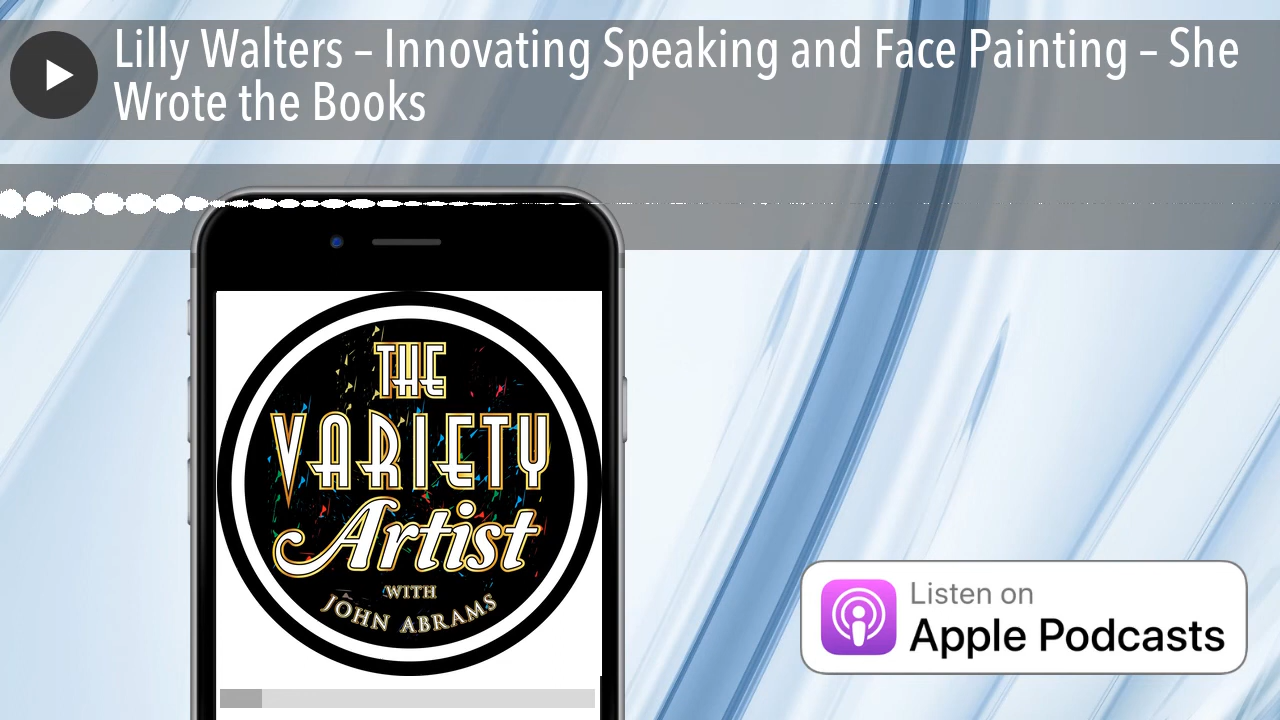 Lilly Walters – Innovating Speaking and Face Painting – She
Wrote the Books
THE
VARIETY
Artist
WITH
JOHN ABRAMS
Listen on
Apple Podcasts